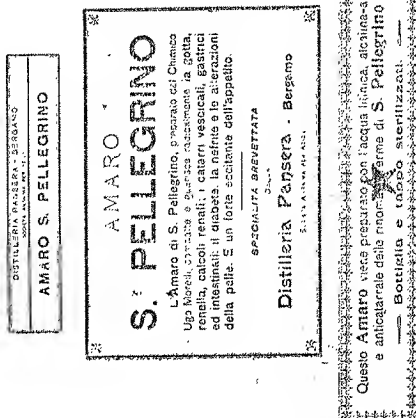 DISTILLERIA PANSERA - BERGAMO
AMARO S. PELLEGRINO
AMARO
S. PELLEGRINO
L'Amaro di S. Pellegrino, preparato dal Chimico
Ugo Moredi, combatte e guarisce radicalmente la gotta,
renella, calcoli renali; i catarri vescicali, gastrici
ed intestinali; il diabete, la nefrite e le alterazioni
della pelle. È un forte eccitante dell'appetito.
SPECIALITÀ BREVETTATA
DELLA
Distilleria Pansera - Bergamo
Questo Amaro viene preparato con l'acqua litinica, alcalina-a
e anticatarrale delle rinomate terme di S. Pellegrino
Bottiglia e tappo sterilizzati.